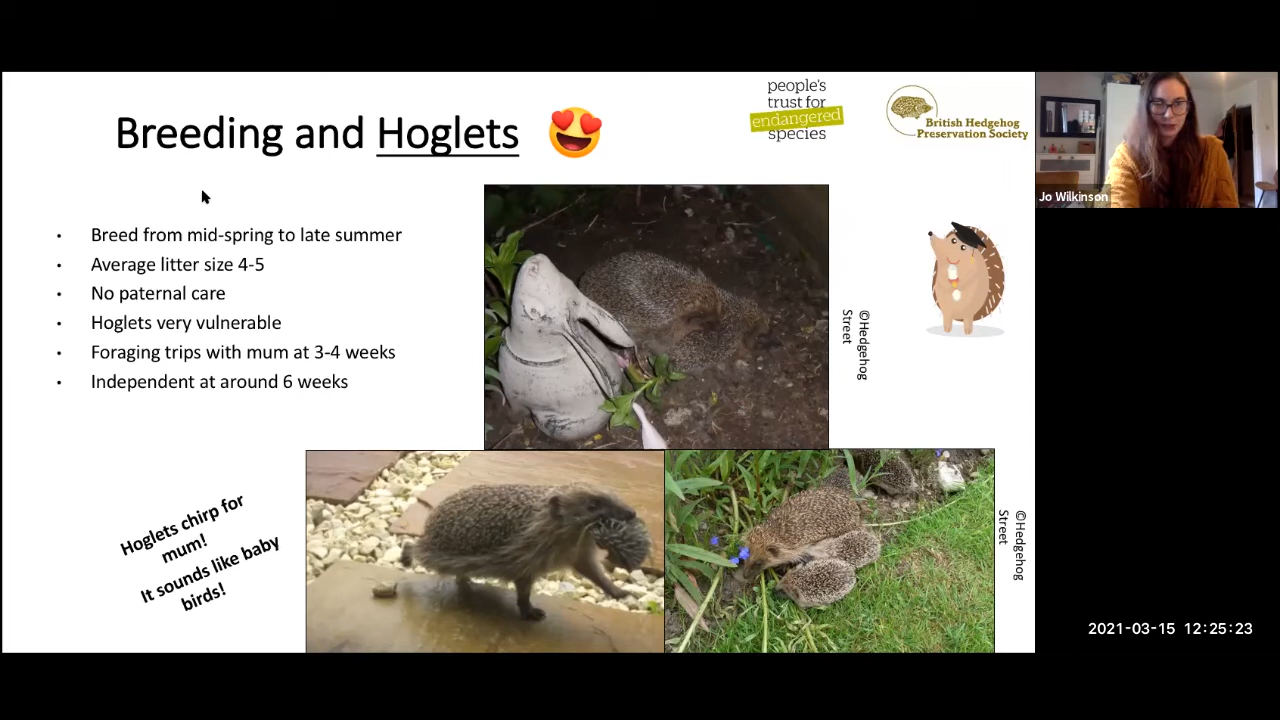 Breeding and Hoglets
people's
trust for
endangered
species
British Hedgehog
Preservation Society
Jo Wilkinson
• Breed from mid-spring to late summer
• Average litter size 4-5
• No paternal care
• Hoglets very vulnerable
• Foraging trips with mum at 3-4 weeks
• Independent at around 6 weeks
©Hedgehog
Street
Hoglets chirp for
mum!
It sounds like baby
birds!
©Hedgehog
Street
2021-03-15 12:25:23